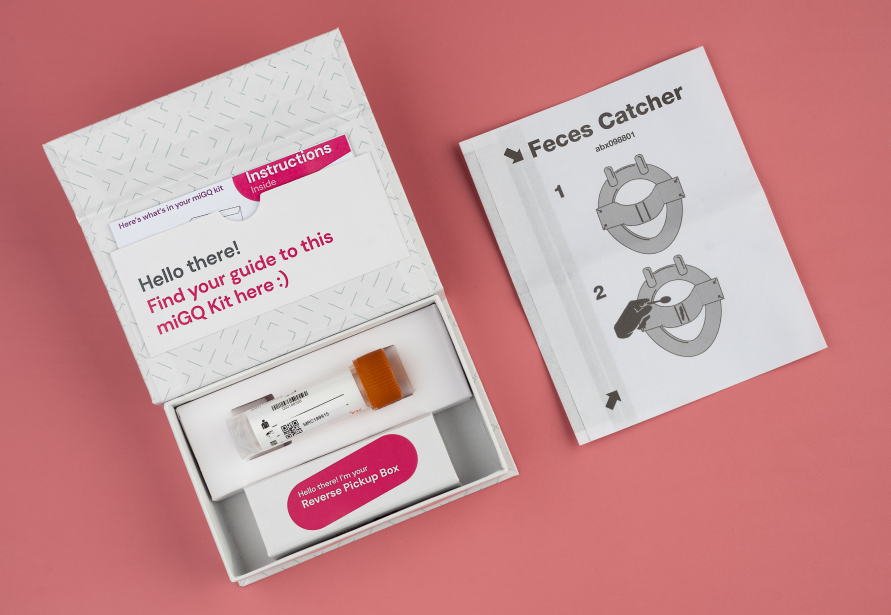 Instructions
Inside
Here's what's in your miGQ kit
Hello there!
Find your guide to this
miGQ Kit here :)
Hello there! I'm your
Reverse Pickup Box
Feces Catcher
abx098801
1
2